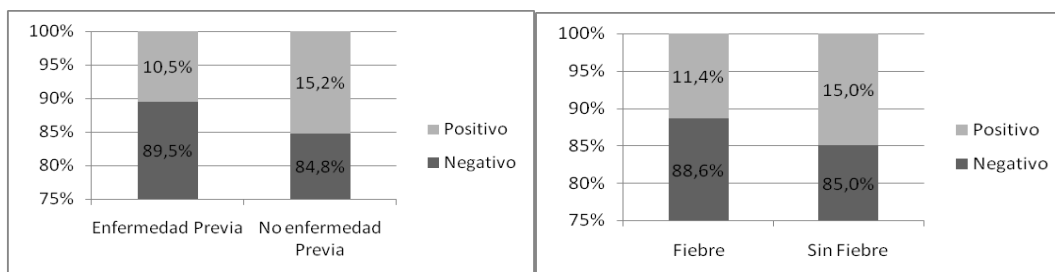 100%
95%
90%
85%
80%
75%
10,5%
15,2%
89,5%
84,8%
Positivo
Negativo
Enfermedad Previa
No enfermedad
Previa
100%
95%
90%
85%
80%
75%
11,4%
15,0%
88,6%
85,0%
Positivo
Negativo
Fiebre
Sin Fiebre